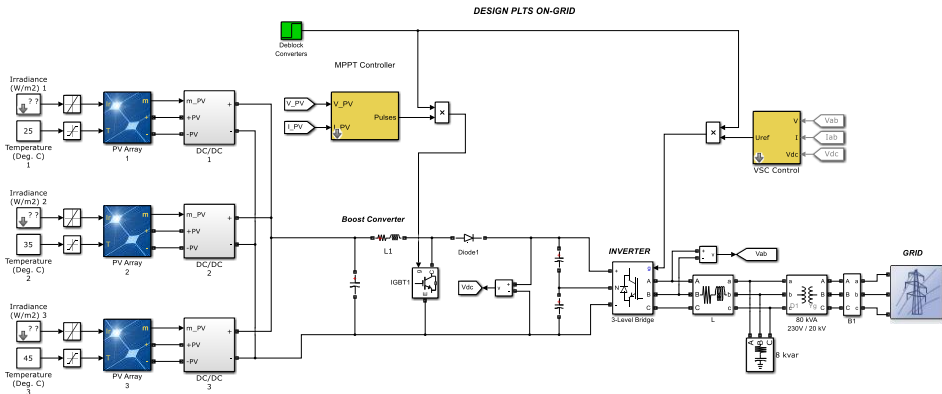 DESIGN PLTS ON-GRID
Deblock
Converters
MPPT Controller
V_PV
I_PV
V_PV
I_PV
Pulses
×
×
Uref
V
I
Vdc
Vab
Iab
Vdc
VSC Control
Irradiance
(W/m2) 1
? ?
25
Temperature
(Deg. C)
1
m
T
+
-
PV Array
1
m_PV
+PV
-PV
+
-
DC/DC
1
Irradiance
(W/m2) 2
? ?
35
Temperature
(Deg. C)
2
m
T
+
-
PV Array
2
m_PV
+PV
-PV
+
-
DC/DC
2
Irradiance
(W/m2) 3
? ?
45
Temperature
(Deg. C)
3
m
T
+
-
PV Array
3
m_PV
+PV
-PV
+
-
DC/DC
3
Boost Converter
L1
Diode1
g
C
E
IGBT1
Vdc
+
-
v
INVERTER
+
N
-
g
A
B
C
3-Level Bridge
+
-
v
Vab
A
B
C
a
b
c
L
A
B
C
8 kvar
a
b
c
A
B
C
D1
Yg
80 kVA
230V / 20 kV
A
B
C
a
b
c
B1
GRID